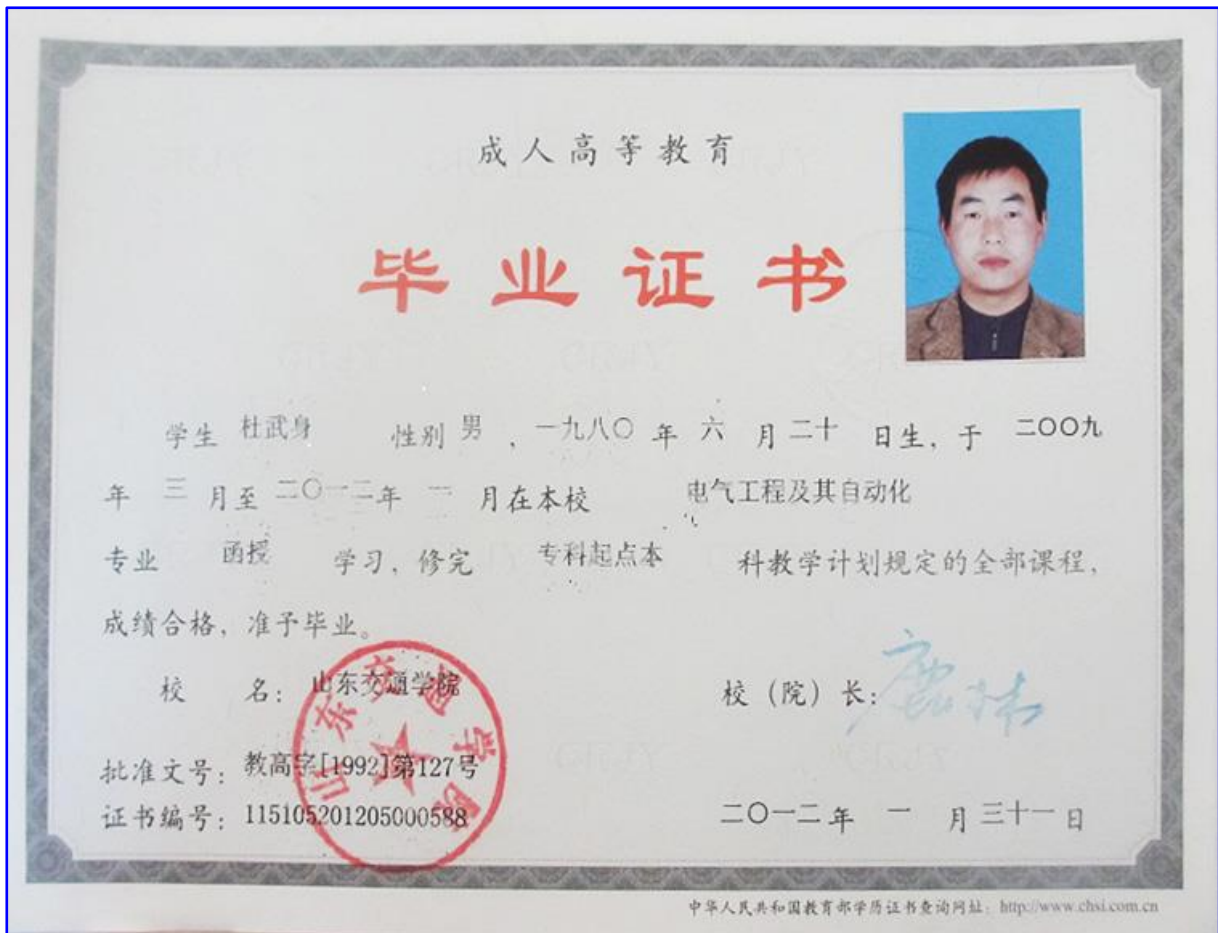 成人高等教育
毕业证书
学生 杜武身 性别 男 ，一九八〇 年 六 月 二十 日生，于 二〇〇九
年 三 月至 二〇一二 年 一 月在本校 电气工程及其自动化
专业 函授 学习，修完 专科起点本 科教学计划规定的全部课程，
成绩合格，准予毕业。
校 名：山东交通学院
校（院）长：
山东交通学院
批准文号：教高字[1992]第127号
证书编号：115105201205000588
二〇一二 年 一 月 三十一 日
中华人民共和国教育部学历证书查询网址：http://www.chsi.com.cn